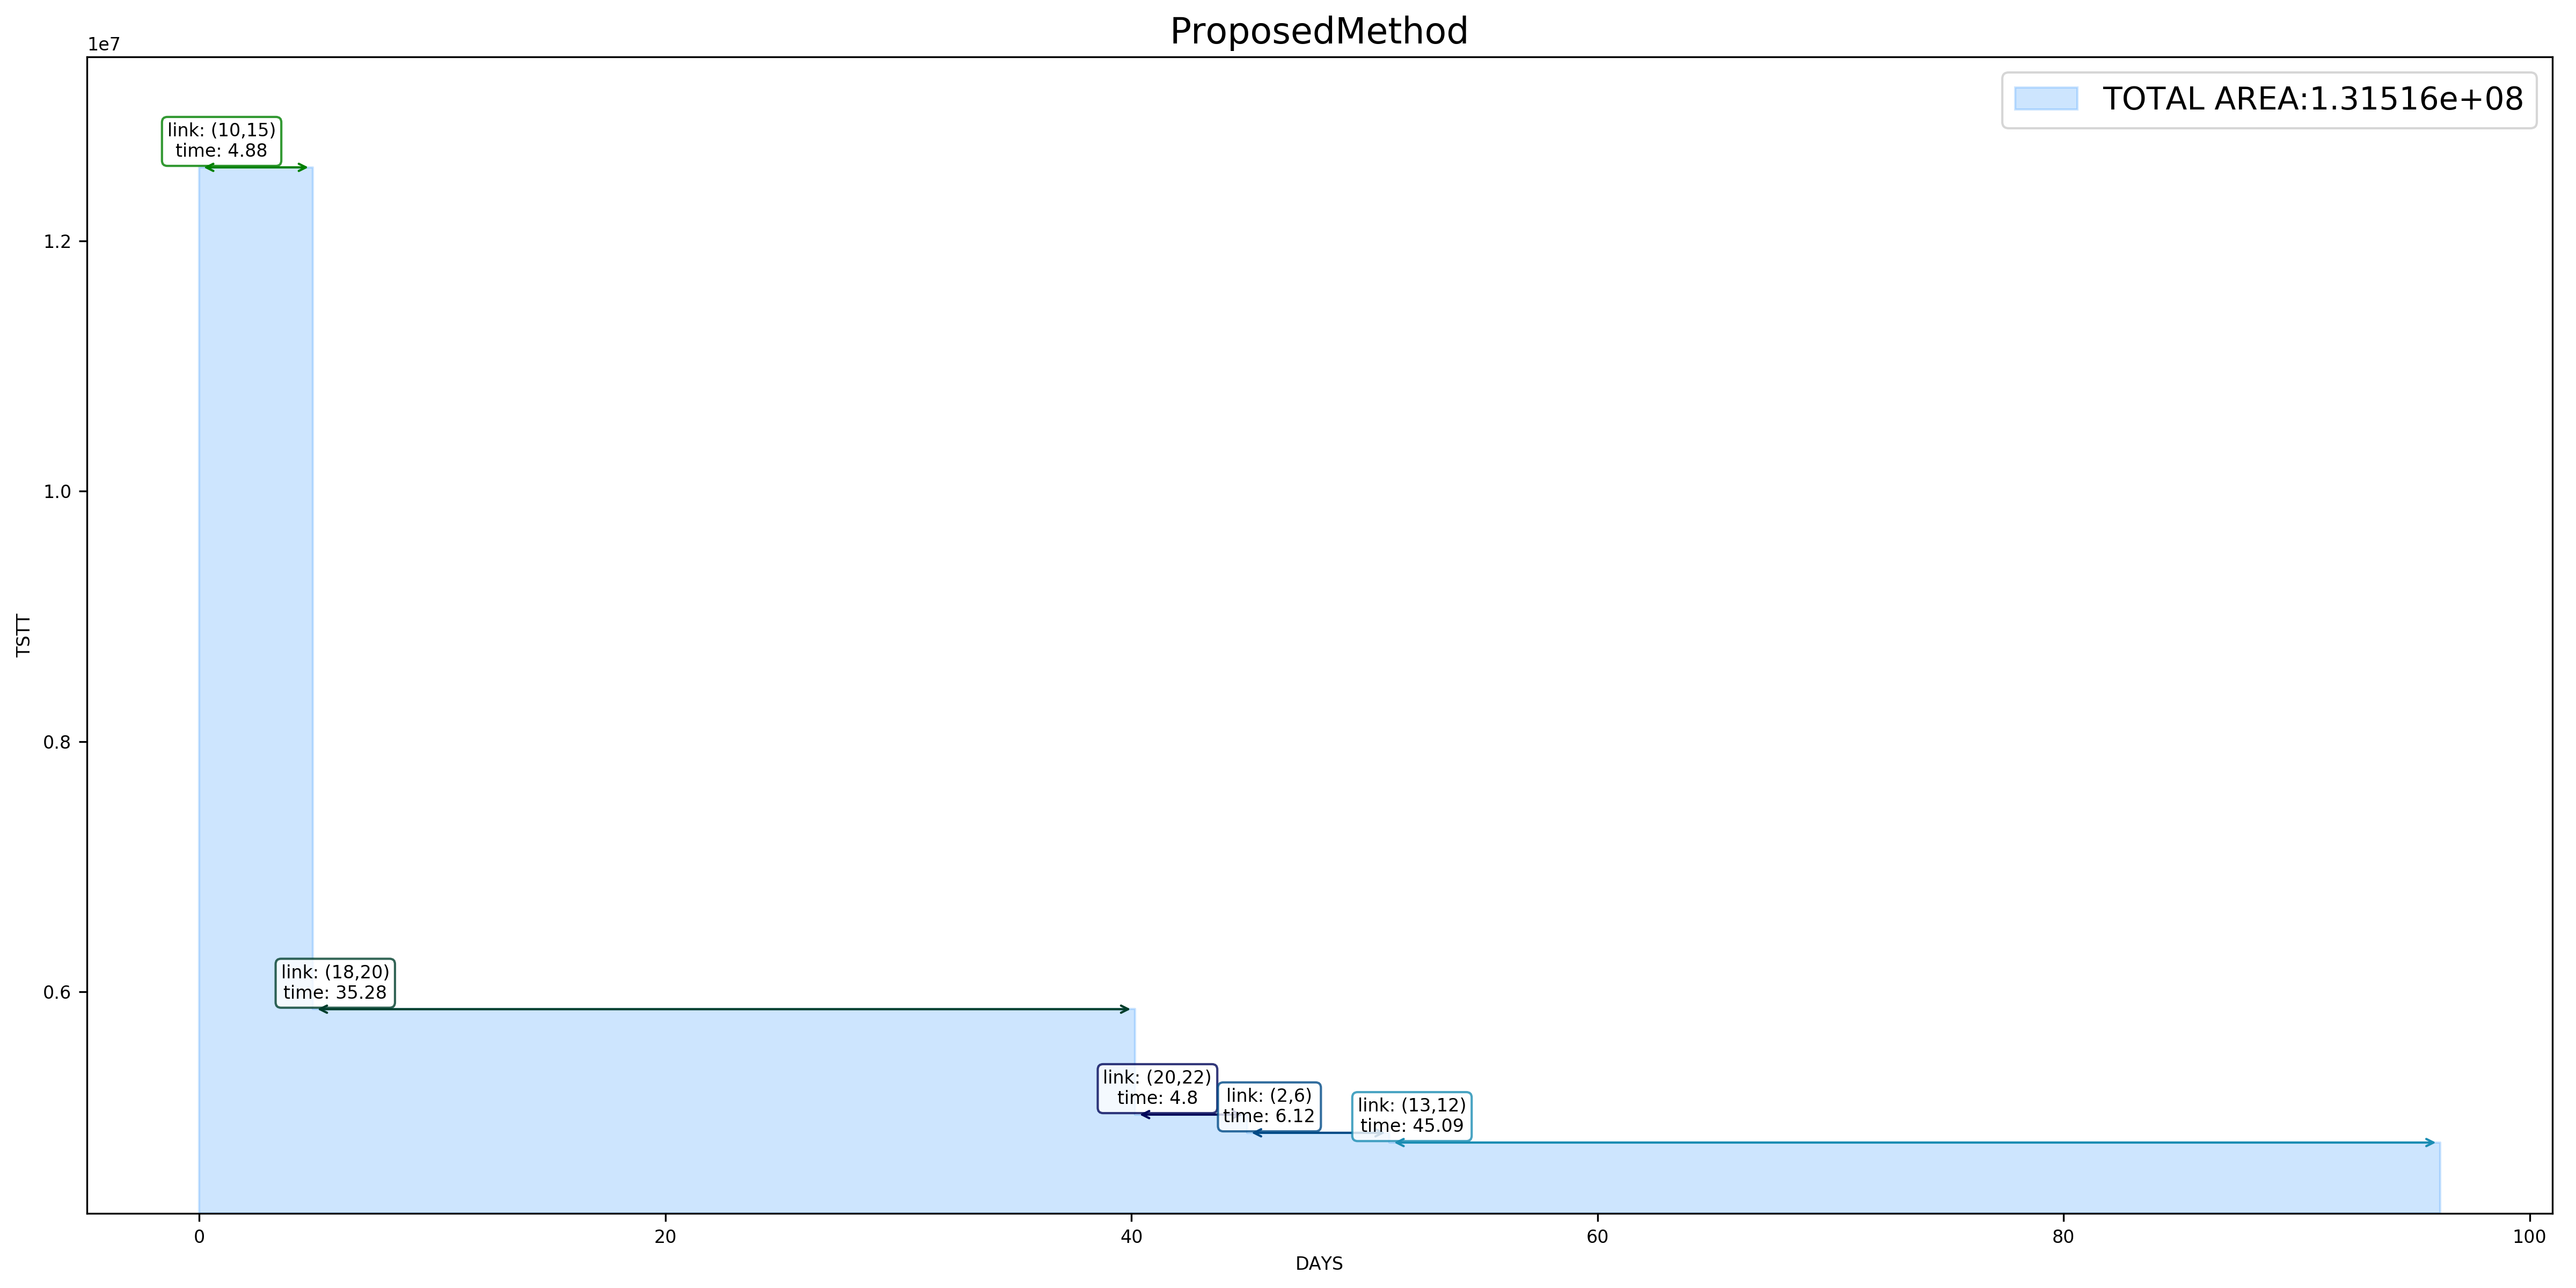 ProposedMethod
1e7
TOTAL AREA:1.31516e+08
link: (10,15)
time: 4.88
1.2
1.0
TSTT
0.8
link: (18,20)
time: 35.28
0.6
link: (20,22)
time: 4.8
link: (2,6)
time: 6.12
link: (13,12)
time: 45.09
0 20 40 60 80 100
DAYS